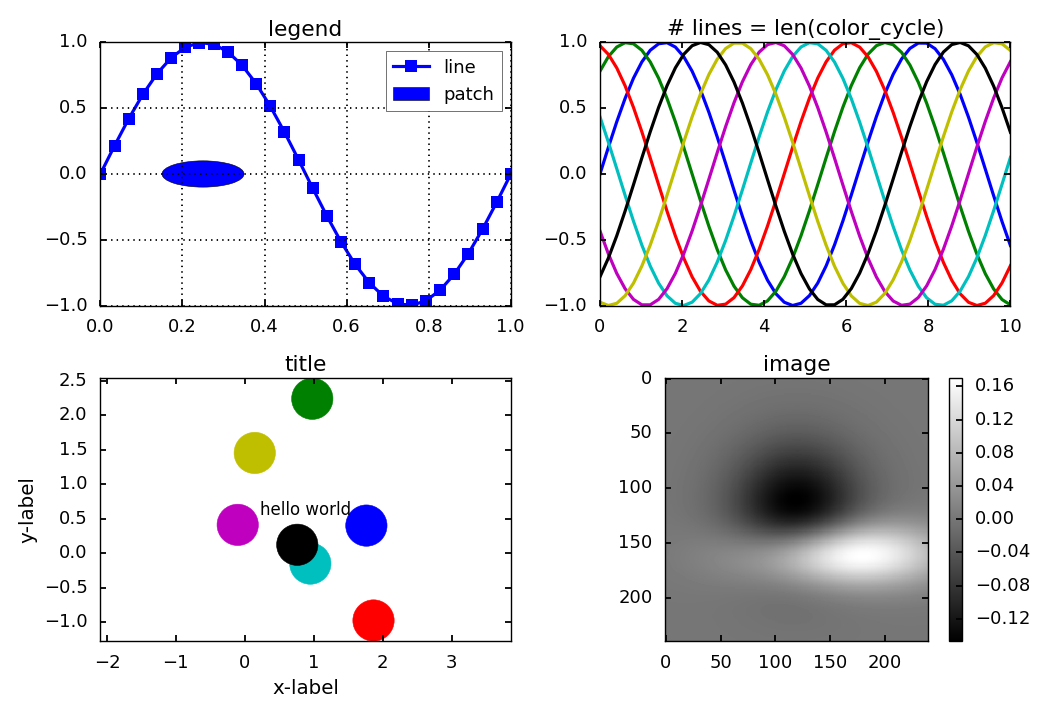 legend
1.0
0.5
0.0
−0.5
−1.0
0.0 0.2 0.4 0.6 0.8 1.0
line
patch
# lines = len(color_cycle)
1.0
0.5
0.0
−0.5
−1.0
0 2 4 6 8 10
title
y-label
2.5
2.0
1.5
1.0
0.5
0.0
−0.5
−1.0
hello world
−2 −1 0 1 2 3
x-label
image
0
50
100
150
200
0 50 100 150 200
0.16
0.12
0.08
0.04
0.00
−0.04
−0.08
−0.12